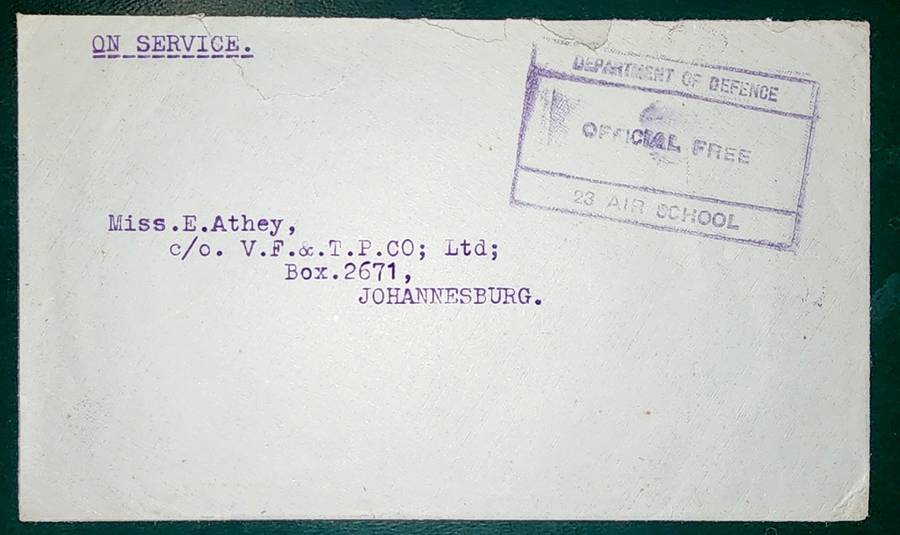 ON SERVICE.
DEPARTMENT OF DEFENCE
OFFICIAL FREE
23 AIR SCHOOL
Miss.E.Athey,
c/o. V.F.&.T.P.CO; Ltd;
Box.2671,
JOHANNESBURG.